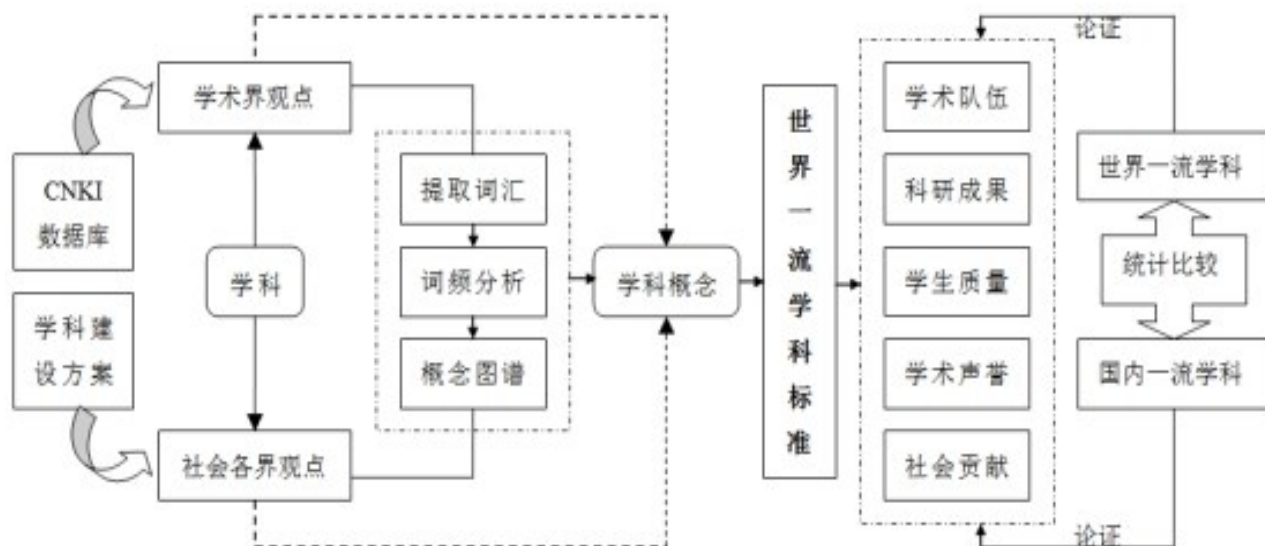 论证
学术界观点
学术队伍
世界一流学科标准
CNKI
数据库
提取词汇
科研成果
世界一流学科
学科
词频分析
学科概念
学生质量
统计比较
学科建
设方案
概念图谱
学术声誉
国内一流学科
社会各界观点
社会贡献
论证